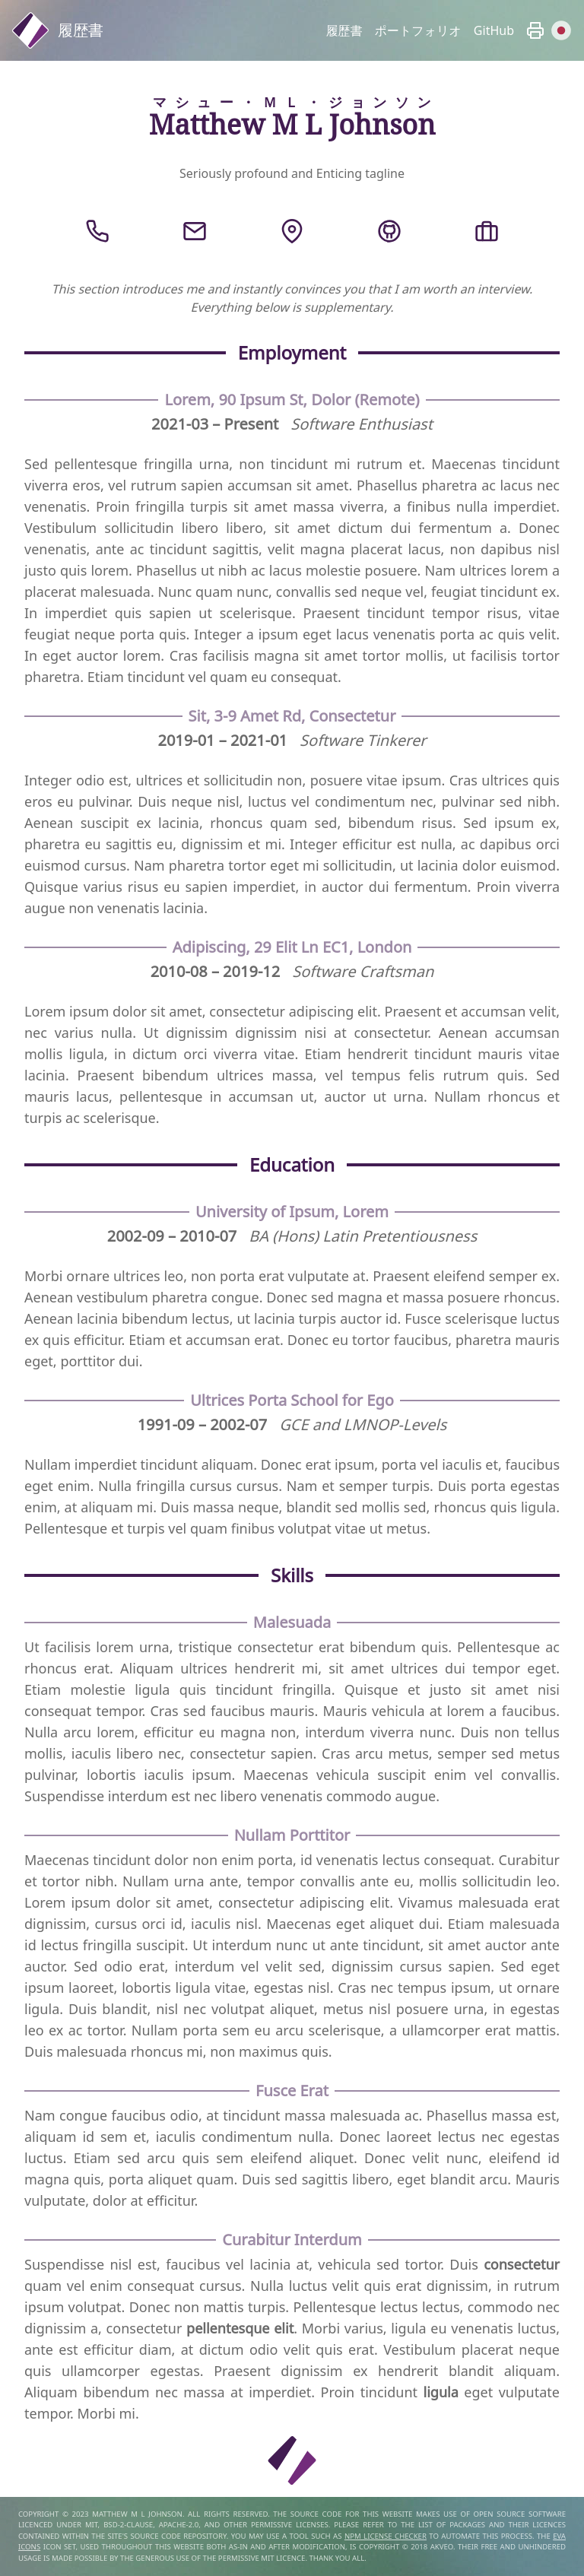 履歴書
履歴書 ポートフォリオ GitHub
マシュー・ＭＬ・ジョンソン
Matthew M L Johnson
Seriously profound and Enticing tagline
This section introduces me and instantly convinces you that I am worth an interview.
Everything below is supplementary.
Employment
Lorem, 90 Ipsum St, Dolor (Remote)
2021-03 – Present Software Enthusiast
Sed pellentesque fringilla urna, non tincidunt mi rutrum et. Maecenas tincidunt
viverra eros, vel rutrum sapien accumsan sit amet. Phasellus pharetra ac lacus nec
venenatis. Proin fringilla turpis sit amet massa viverra, a finibus nulla imperdiet.
Vestibulum sollicitudin libero libero, sit amet dictum dui fermentum a. Donec
venenatis, ante ac tincidunt sagittis, velit magna placerat lacus, non dapibus nisl
justo quis lorem. Phasellus ut nibh ac lacus molestie posuere. Nam ultrices lorem a
placerat malesuada. Nunc quam nunc, convallis sed neque vel, feugiat tincidunt ex.
In imperdiet quis sapien ut scelerisque. Praesent tincidunt tempor risus, vitae
feugiat neque porta quis. Integer a ipsum eget lacus venenatis porta ac quis velit.
In eget auctor lorem. Cras facilisis magna sit amet tortor mollis, ut facilisis tortor
pharetra. Etiam tincidunt vel quam eu consequat.
Sit, 3-9 Amet Rd, Consectetur
2019-01 – 2021-01 Software Tinkerer
Integer odio est, ultrices et sollicitudin non, posuere vitae ipsum. Cras ultrices quis
eros eu pulvinar. Duis neque nisl, luctus vel condimentum nec, pulvinar sed nibh.
Aenean suscipit ex lacinia, rhoncus quam sed, bibendum risus. Sed ipsum ex,
pharetra eu sagittis eu, dignissim et mi. Integer efficitur est nulla, ac dapibus orci
euismod cursus. Nam pharetra tortor eget mi sollicitudin, ut lacinia dolor euismod.
Quisque varius risus eu sapien imperdiet, in auctor dui fermentum. Proin viverra
augue non venenatis lacinia.
Adipiscing, 29 Elit Ln EC1, London
2010-08 – 2019-12 Software Craftsman
Lorem ipsum dolor sit amet, consectetur adipiscing elit. Praesent et accumsan velit,
nec varius nulla. Ut dignissim dignissim nisi at consectetur. Aenean accumsan
mollis ligula, in dictum orci viverra vitae. Etiam hendrerit tincidunt mauris vitae
lacinia. Praesent bibendum ultrices massa, vel tempus felis rutrum quis. Sed
mauris lacus, pellentesque in accumsan ut, auctor ut urna. Nullam rhoncus et
turpis ac scelerisque.
Education
University of Ipsum, Lorem
2002-09 – 2010-07 BA (Hons) Latin Pretentiousness
Morbi ornare ultrices leo, non porta erat vulputate at. Praesent eleifend semper ex.
Aenean vestibulum pharetra congue. Donec sed magna et massa posuere rhoncus.
Aenean lacinia bibendum lectus, ut lacinia turpis auctor id. Fusce scelerisque luctus
ex quis efficitur. Etiam et accumsan erat. Donec eu tortor faucibus, pharetra mauris
eget, porttitor dui.
Ultrices Porta School for Ego
1991-09 – 2002-07 GCE and LMNOP-Levels
Nullam imperdiet tincidunt aliquam. Donec erat ipsum, porta vel iaculis et, faucibus
eget enim. Nulla fringilla cursus cursus. Nam et semper turpis. Duis porta egestas
enim, at aliquam mi. Duis massa neque, blandit sed mollis sed, rhoncus quis ligula.
Pellentesque et turpis vel quam finibus volutpat vitae ut metus.
Skills
Malesuada
Ut facilisis lorem urna, tristique consectetur erat bibendum quis. Pellentesque ac
rhoncus erat. Aliquam ultrices hendrerit mi, sit amet ultrices dui tempor eget.
Etiam molestie ligula quis tincidunt fringilla. Quisque et justo sit amet nisi
consequat tempor. Cras sed faucibus mauris. Mauris vehicula at lorem a faucibus.
Nulla arcu lorem, efficitur eu magna non, interdum viverra nunc. Duis non tellus
mollis, iaculis libero nec, consectetur sapien. Cras arcu metus, semper sed metus
pulvinar, lobortis iaculis ipsum. Maecenas vehicula suscipit enim vel convallis.
Suspendisse interdum est nec libero venenatis commodo augue.
Nullam Porttitor
Maecenas tincidunt dolor non enim porta, id venenatis lectus consequat. Curabitur
et tortor nibh. Nullam urna ante, tempor convallis ante eu, mollis sollicitudin leo.
Lorem ipsum dolor sit amet, consectetur adipiscing elit. Vivamus malesuada erat
dignissim, cursus orci id, iaculis nisl. Maecenas eget aliquet dui. Etiam malesuada
id lectus fringilla suscipit. Ut interdum nunc ut ante tincidunt, sit amet auctor ante
auctor. Sed odio erat, interdum vel velit sed, dignissim cursus sapien. Sed eget
ipsum laoreet, lobortis ligula vitae, egestas nisl. Cras nec tempus ipsum, ut ornare
ligula. Duis blandit, nisl nec volutpat aliquet, metus nisl posuere urna, in egestas
leo ex ac tortor. Nullam porta sem eu arcu scelerisque, a ullamcorper erat mattis.
Duis malesuada rhoncus mi, non maximus quis.
Fusce Erat
Nam congue faucibus odio, at tincidunt massa malesuada ac. Phasellus massa est,
aliquam id sem et, iaculis condimentum nulla. Donec laoreet lectus nec egestas
luctus. Etiam sed arcu quis sem eleifend aliquet. Donec velit nunc, eleifend id
magna quis, porta aliquet quam. Duis sed sagittis libero, eget blandit arcu. Mauris
vulputate, dolor at efficitur.
Curabitur Interdum
Suspendisse nisl est, faucibus vel lacinia at, vehicula sed tortor. Duis consectetur
quam vel enim consequat cursus. Nulla luctus velit quis erat dignissim, in rutrum
ipsum volutpat. Donec non mattis turpis. Pellentesque lectus lectus, commodo nec
dignissim a, consectetur pellentesque elit. Morbi varius, ligula eu venenatis luctus,
ante est efficitur diam, at dictum odio velit quis erat. Vestibulum placerat neque
quis ullamcorper egestas. Praesent dignissim ex hendrerit blandit aliquam.
Aliquam bibendum nec massa at imperdiet. Proin tincidunt ligula eget vulputate
tempor. Morbi mi.
COPYRIGHT © 2023 MATTHEW M L JOHNSON. ALL RIGHTS RESERVED. THE SOURCE CODE FOR THIS WEBSITE MAKES USE OF OPEN SOURCE SOFTWARE
LICENCED UNDER MIT, BSD-2-CLAUSE, APACHE-2.0, AND OTHER PERMISSIVE LICENSES. PLEASE REFER TO THE LIST OF PACKAGES AND THEIR LICENCES
CONTAINED WITHIN THE SITE'S SOURCE CODE REPOSITORY. YOU MAY USE A TOOL SUCH AS NPM LICENSE CHECKER TO AUTOMATE THIS PROCESS. THE EVA
ICONS ICON SET, USED THROUGHOUT THIS WEBSITE BOTH AS-IN AND AFTER MODIFICATION, IS COPYRIGHT © 2018 AKVEO. THEIR FREE AND UNHINDERED
USAGE IS MADE POSSIBLE BY THE GENEROUS USE OF THE PERMISSIVE MIT LICENCE. THANK YOU ALL.